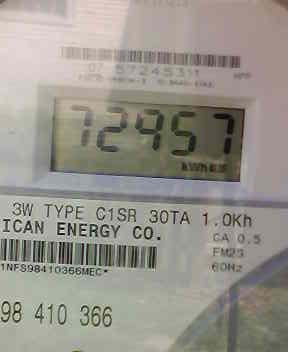 07 57245311
72957
kWhRS
3W TYPE C1SR 30TA 1.0Kh
ICAN ENERGY CO.
CA 0.5
FM2S
60Hz
1NFS98410366MEC*
98 410 366